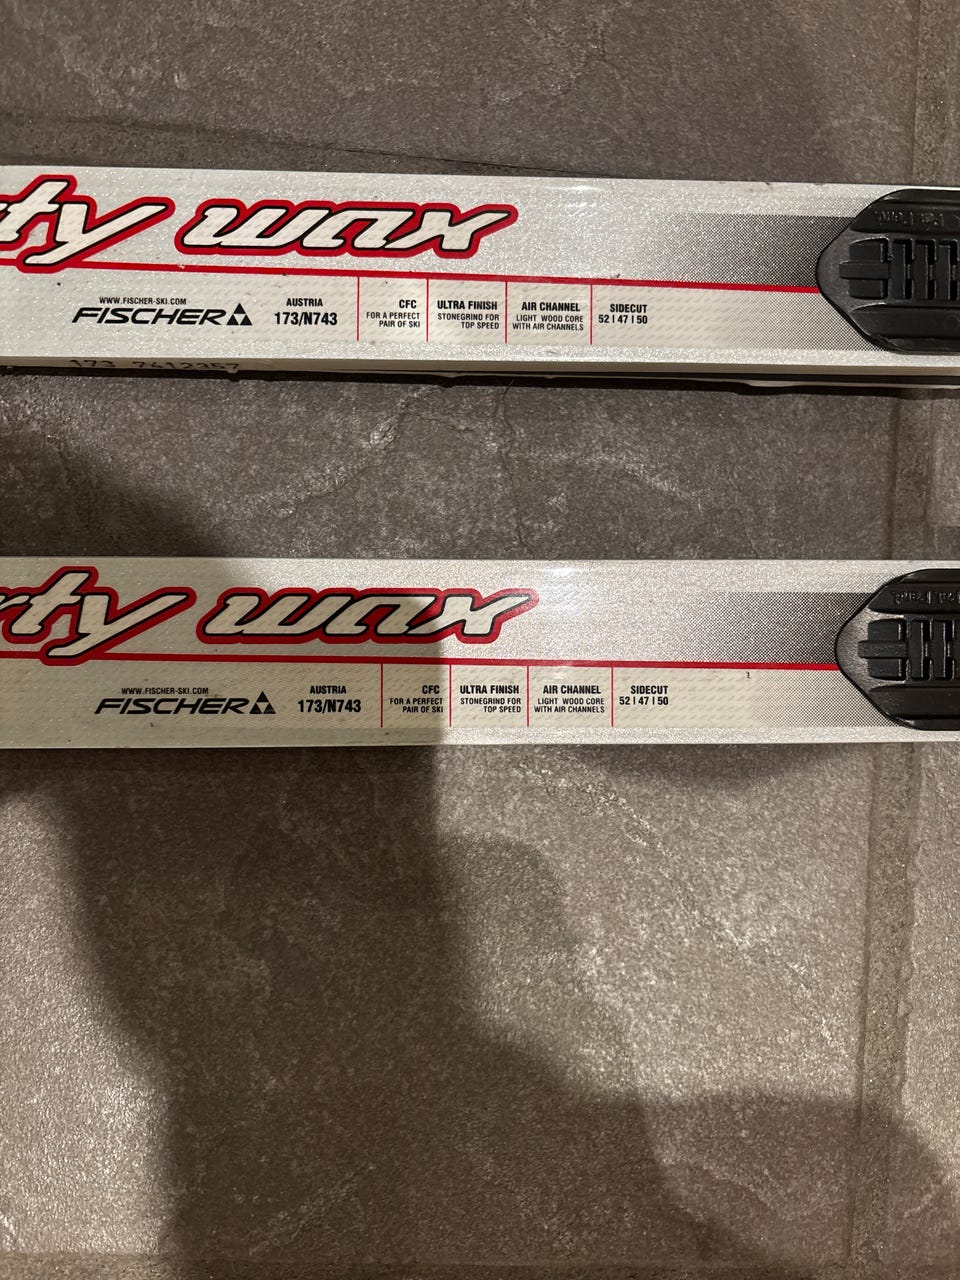 rty wax
WWW.FISCHER-SKI.COM
FISCHER
AUSTRIA
173/N743
CFC
FOR A PERFECT
PAIR OF SKI
ULTRA FINISH
STONEGRIND FOR
TOP SPEED
AIR CHANNEL
LIGHT WOOD CORE
WITH AIR CHANNELS
SIDECUT
52 | 47 | 50
173 7412357
rty wax
WWW.FISCHER-SKI.COM
FISCHER
AUSTRIA
173/N743
CFC
FOR A PERFECT
PAIR OF SKI
ULTRA FINISH
STONEGRIND FOR
TOP SPEED
AIR CHANNEL
LIGHT WOOD CORE
WITH AIR CHANNELS
SIDECUT
52 | 47 | 50